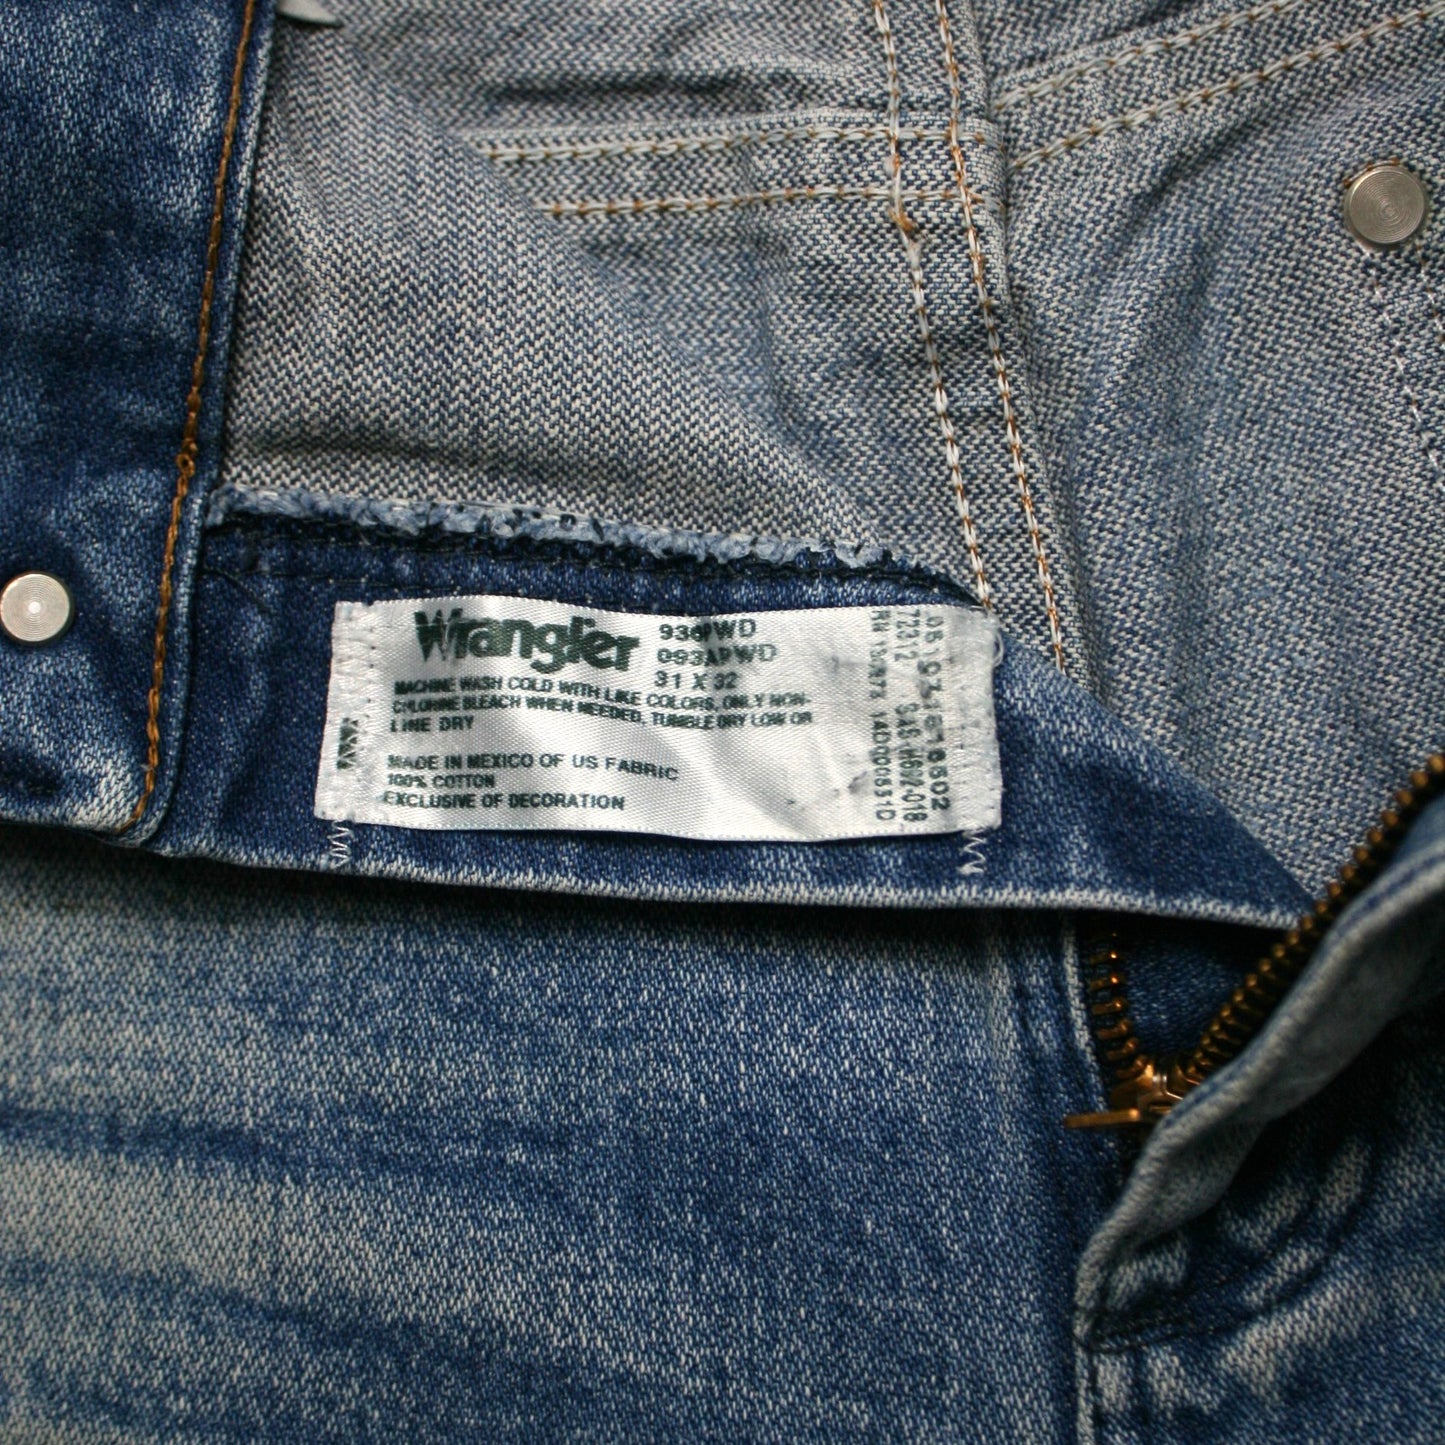 Wrangler
936PWD
31 X 32
MACHINE WASH COLD WITH LIKE COLORS, ONLY NON-
CHLORINE BLEACH WHEN NEEDED, TUMBLE DRY LOW OR
LINE DRY
MADE IN MEXICO OF US FABRIC
100% COTTON
EXCLUSIVE OF DECORATION
72312